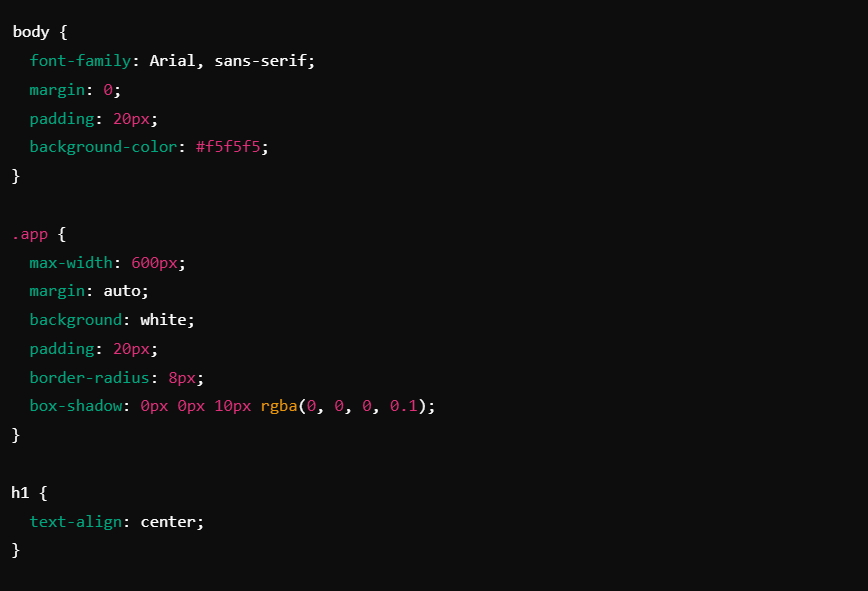 body {
  font-family: Arial, sans-serif;
  margin: 0;
  padding: 20px;
  background-color: #f5f5f5;
}

.app {
  max-width: 600px;
  margin: auto;
  background: white;
  padding: 20px;
  border-radius: 8px;
  box-shadow: 0px 0px 10px rgba(0, 0, 0, 0.1);
}

h1 {
  text-align: center;
}